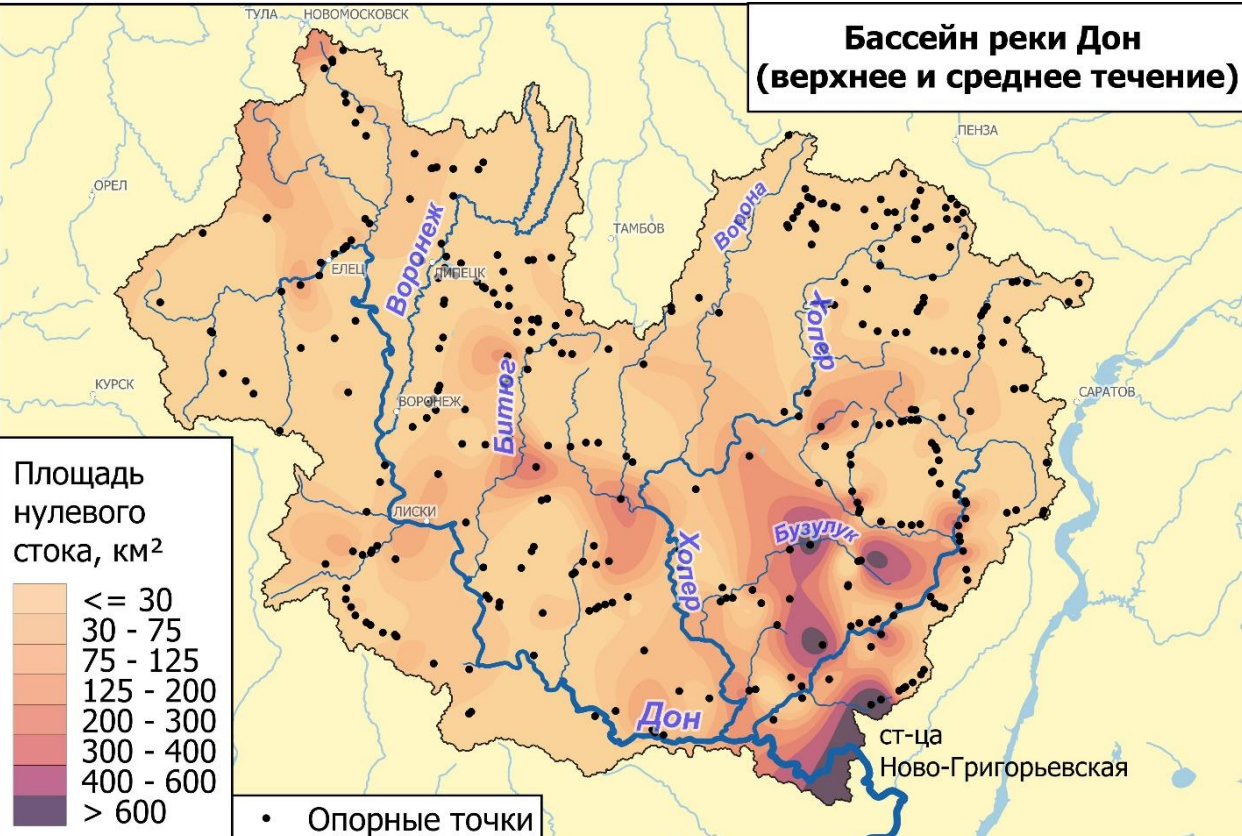 ТУЛА
НОВОМОСКОВСК
Бассейн реки Дон
(верхнее и среднее течение)
ПЕНЗА
ОРЕЛ
ТАМБОВ
Ворона
Воронеж
ЕЛЕЦ
ЛИПЕЦК
Хопер
КУРСК
ВОРОНЕЖ
Битюг
САРАТОВ
Площадь
нулевого
стока, км²
<= 30
30 - 75
75 - 125
125 - 200
200 - 300
300 - 400
400 - 600
> 600
ЛИСКИ
Бузулук
Хопер
Дон
ст-ца
Ново-Григорьевская
Опорные точки